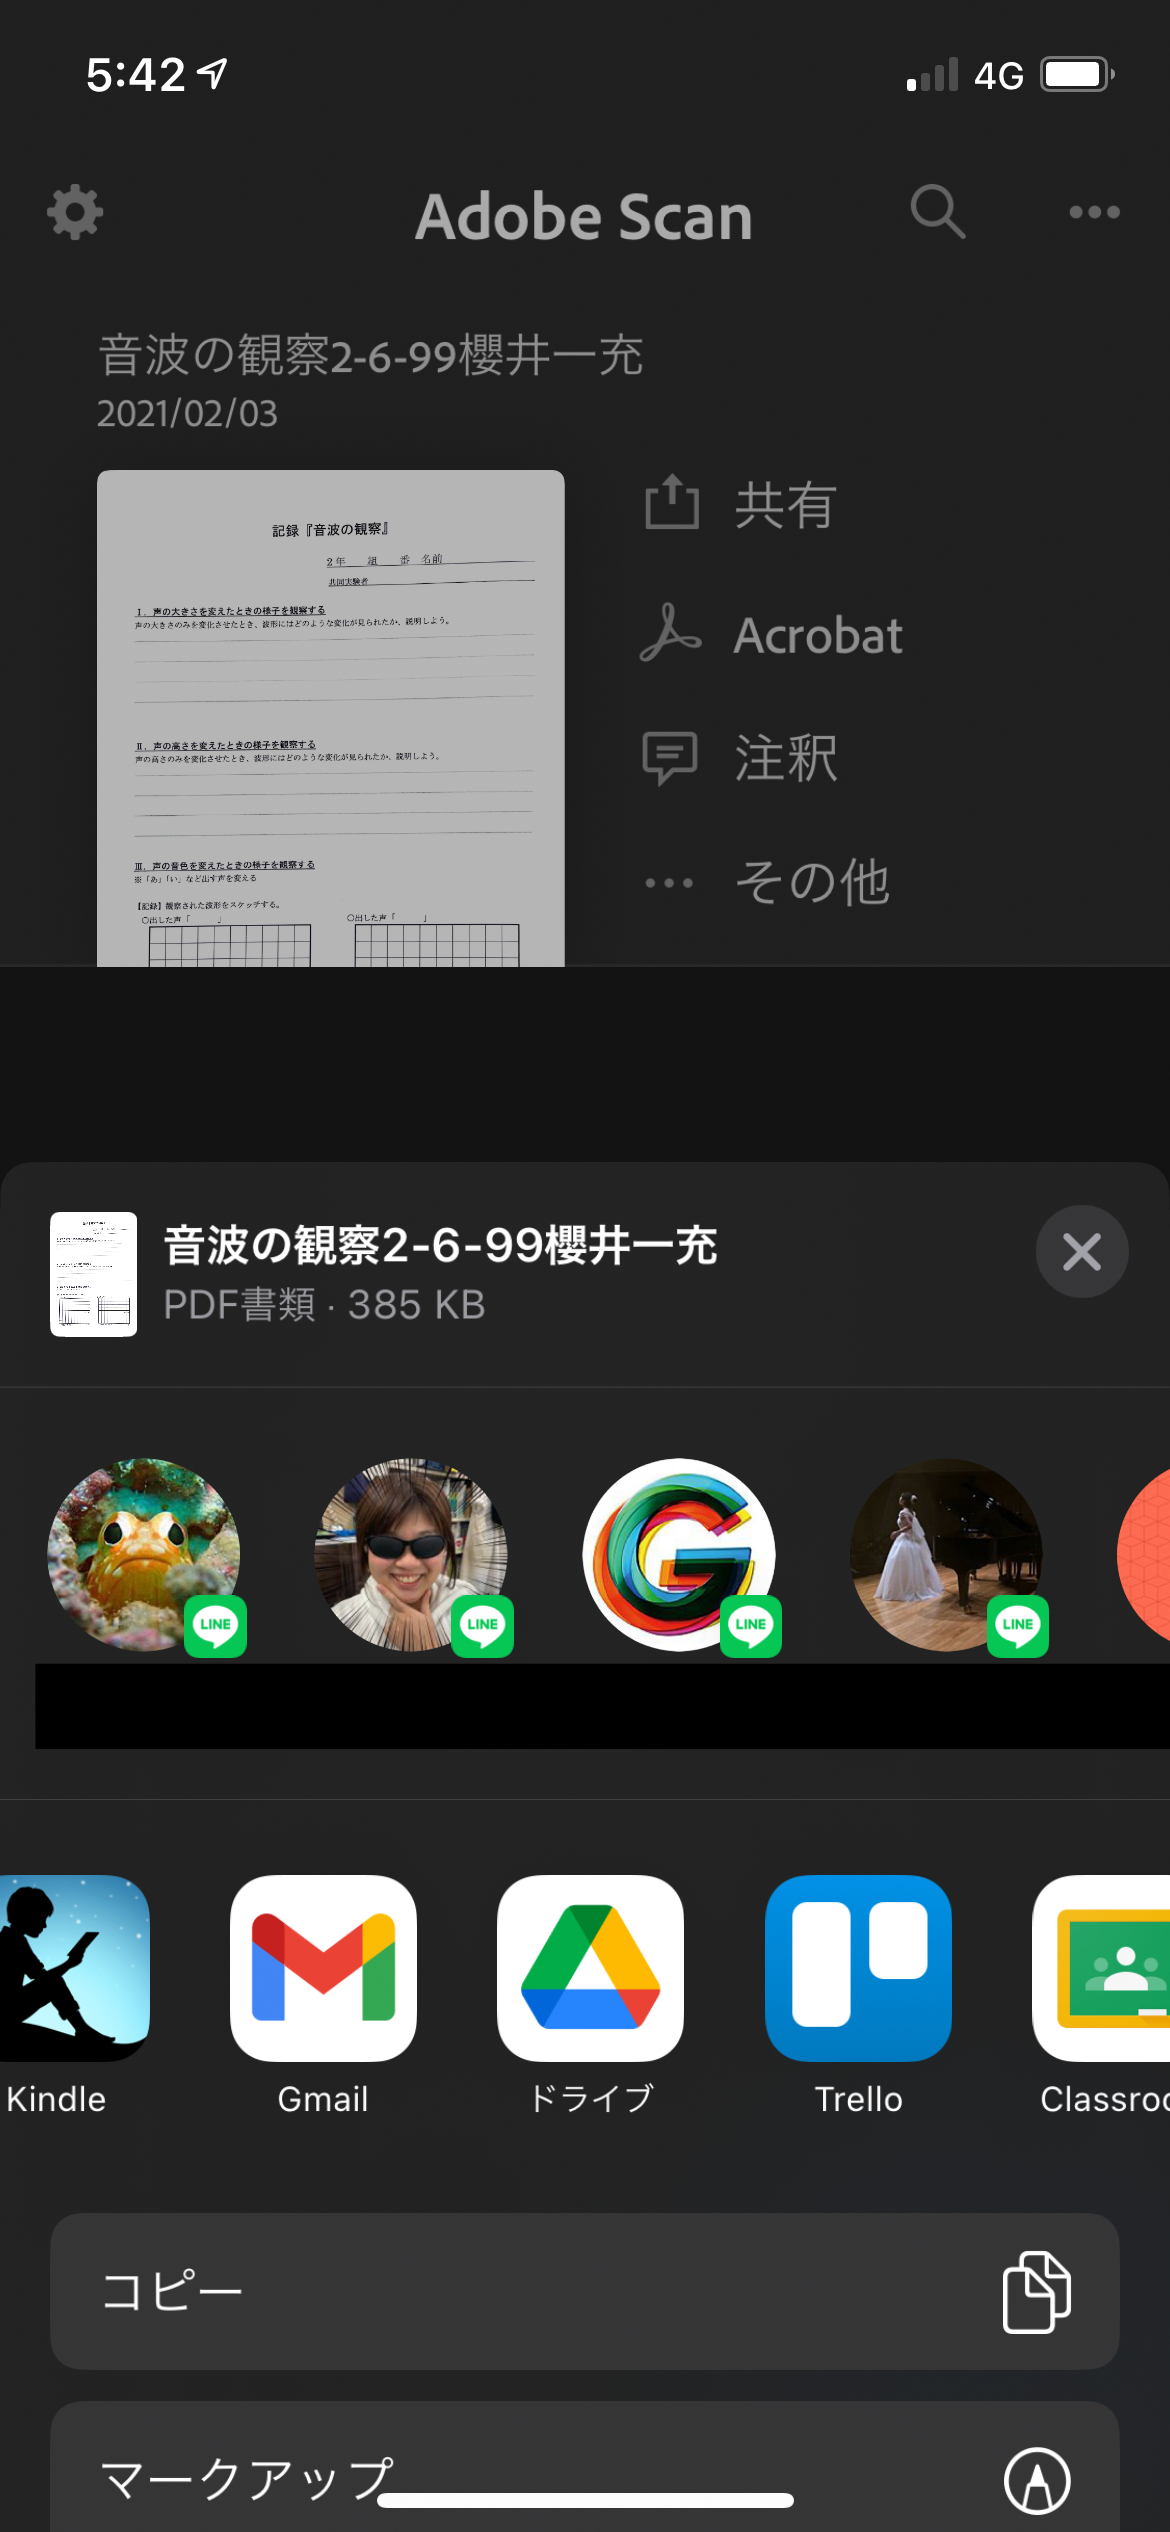 5:42
4G
Adobe Scan
音波の観察2-6-99櫻井一充
2021/02/03
記録『音波の観察』
2年 組 番 名前
共同実験者
Ⅰ．声の大きさを変えたときの様子を観察する
声の大きさのみを変化させたとき、波形にはどのような変化が見られたか、説明しよう。
Ⅱ．声の高さを変えたときの様子を観察する
声の高さのみを変化させたとき、波形にはどのような変化が見られたか、説明しよう。
Ⅲ．声の音色を変えたときの様子を観察する
※「あ」「い」など出す声を変える
【記録】観察された波形をスケッチする。
〇出した声「 」 〇出した声「 」
共有
Acrobat
注釈
その他
音波の観察2-6-99櫻井一充
PDF書類・385 KB
LINE LINE LINE LINE
Kindle Gmail ドライブ Trello Classroo
コピー
マークアップ